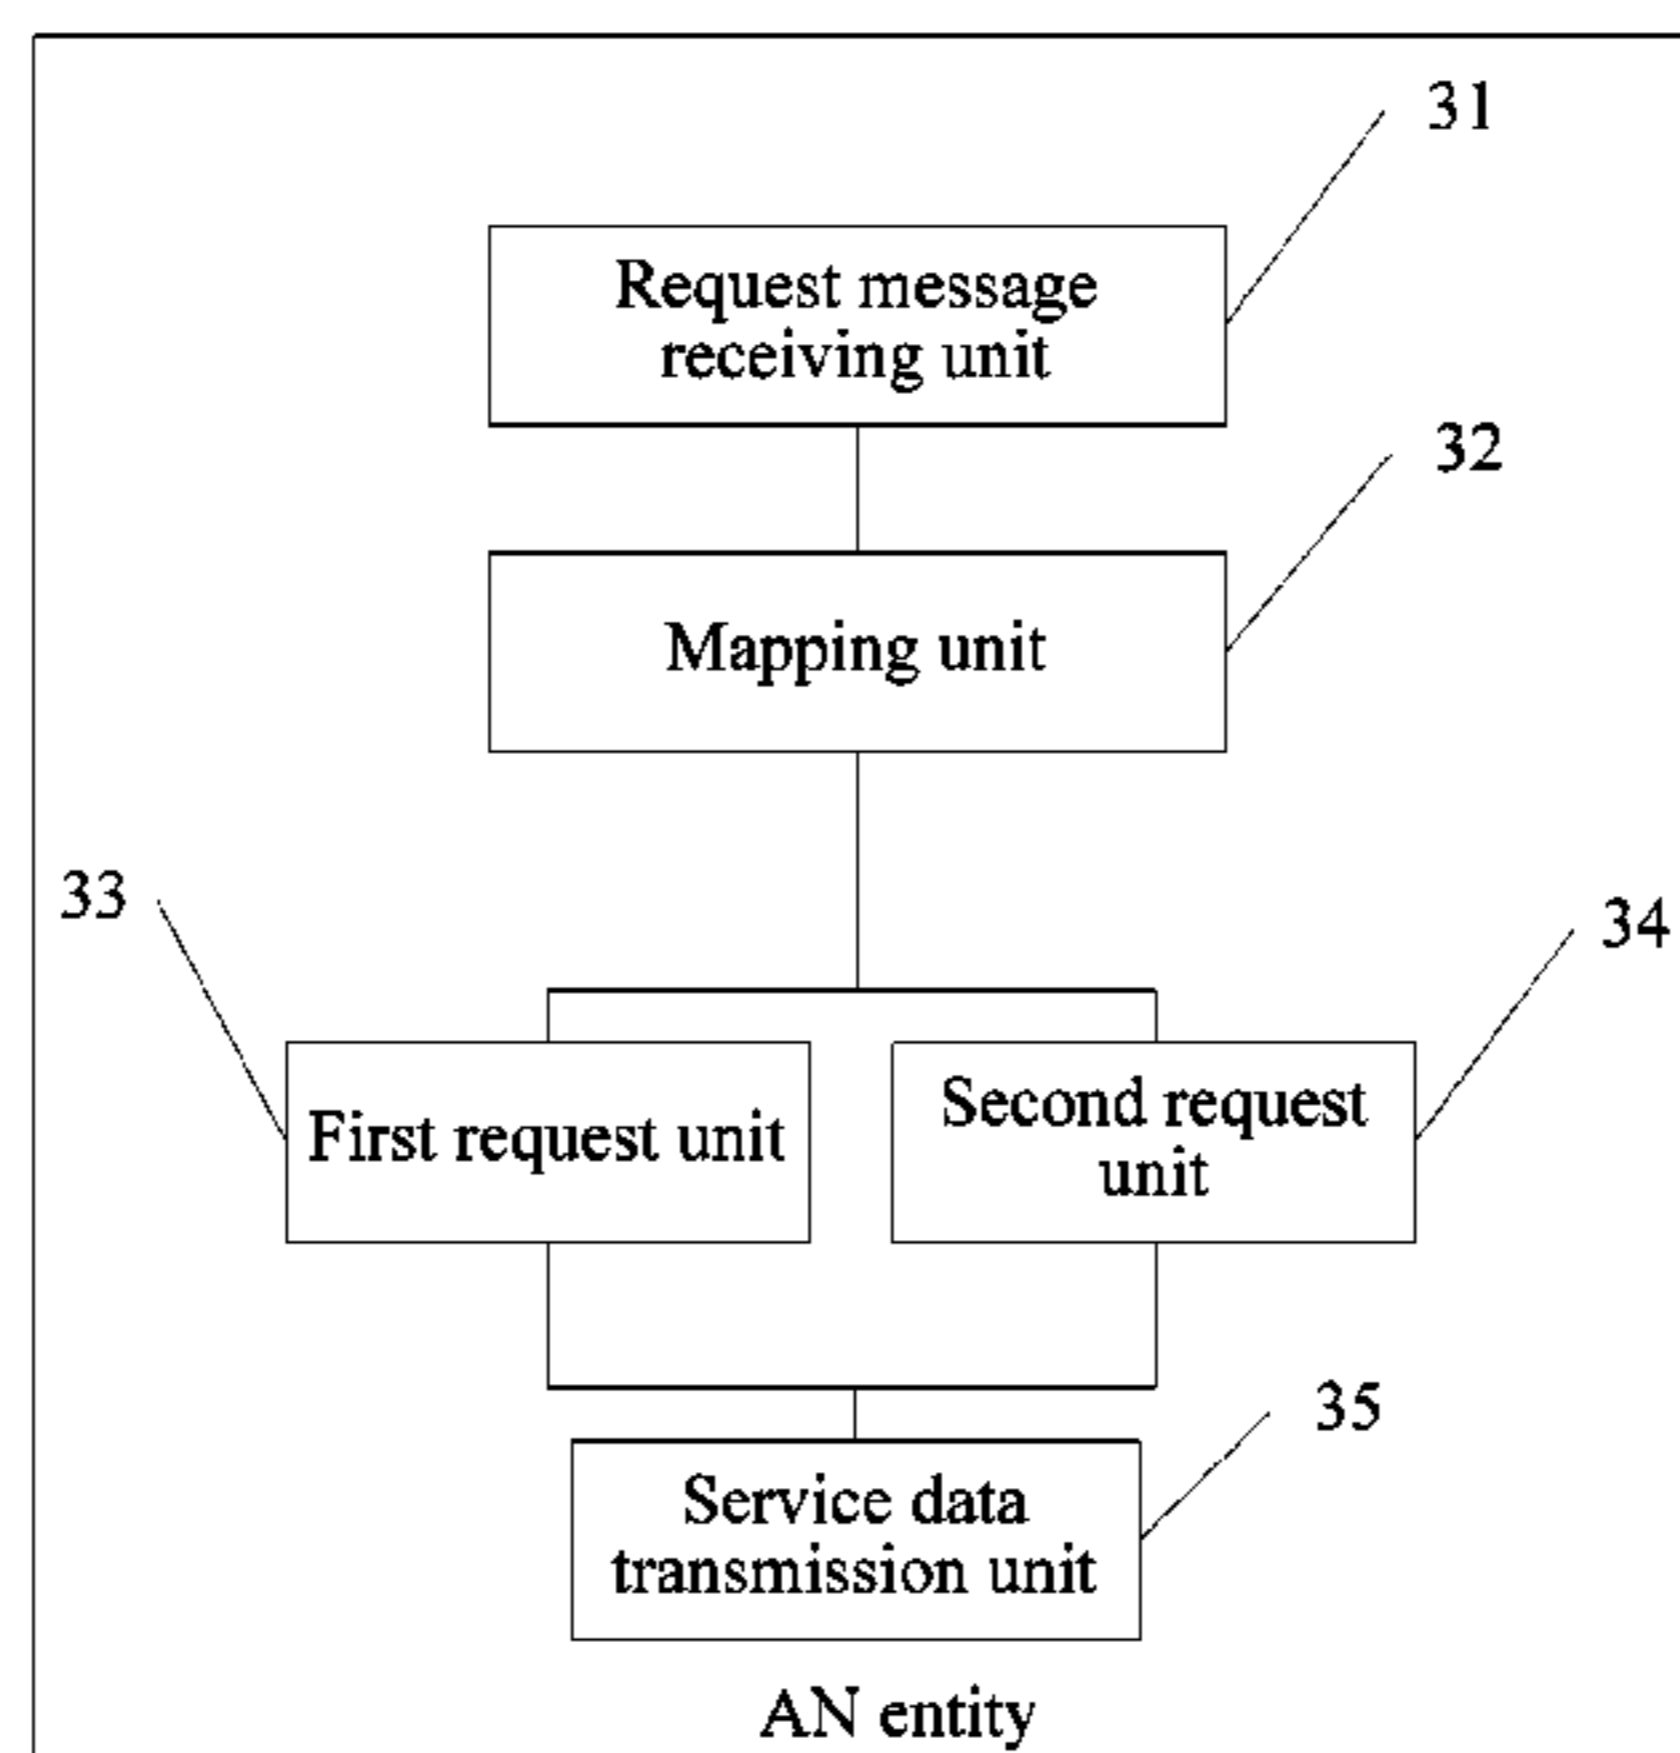 31
Request message
receiving unit
32
Mapping unit
33
34
First request unit
Second request
unit
35
Service data
transmission unit
AN entity